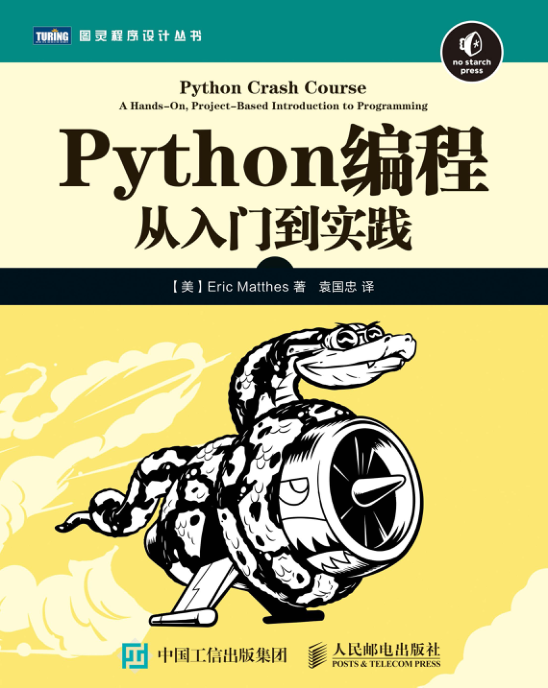 TURING 图灵程序设计丛书
no starch
press
Python Crash Course
A Hands-On, Project-Based Introduction to Programming
Python编程
从入门到实践
【美】Eric Matthes 著 袁国忠 译
中国工信出版集团
人民邮电出版社
POSTS & TELECOM PRESS